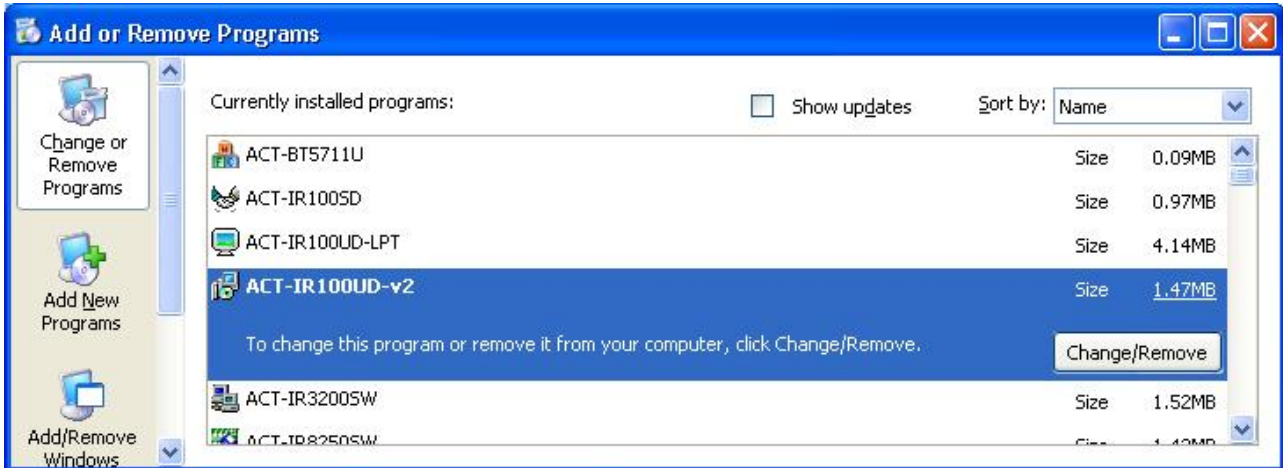 Add or Remove Programs
Change or
Remove
Programs
Add New
Programs
Add/Remove
Windows
Currently installed programs:
Show updates
Sort by: Name
ACT-BT5711U Size 0.09MB
ACT-IR100SD Size 0.97MB
ACT-IR100UD-LPT Size 4.14MB
ACT-IR100UD-v2 Size 1.47MB
To change this program or remove it from your computer, click Change/Remove.
Change/Remove
ACT-IR3200SW Size 1.52MB
ACT-IR8250SW Size